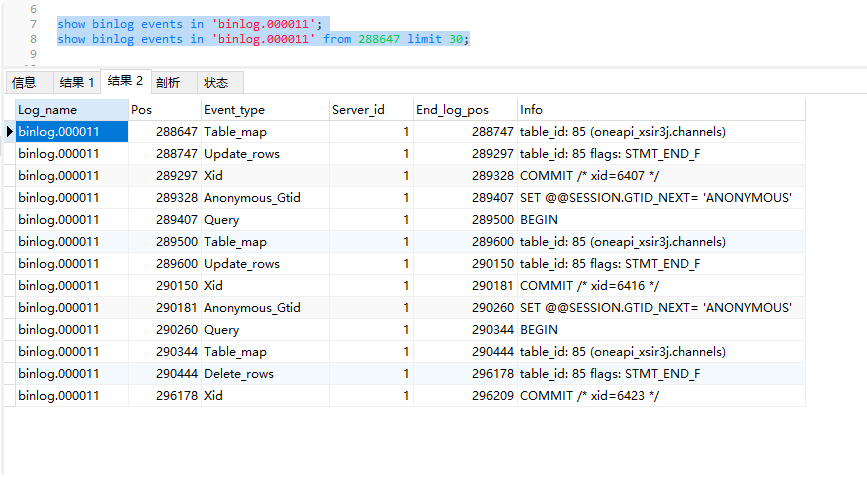 6
7 show binlog events in 'binlog.000011';
8 show binlog events in 'binlog.000011' from 288647 limit 30;
9
信息 结果 1 结果 2 剖析 状态
Log_name Pos Event_type Server_id End_log_pos Info
binlog.000011 288647 Table_map 1 288747 table_id: 85 (oneapi_xsir3j.channels)
binlog.000011 288747 Update_rows 1 289297 table_id: 85 flags: STMT_END_F
binlog.000011 289297 Xid 1 289328 COMMIT /* xid=6407 */
binlog.000011 289328 Anonymous_Gtid 1 289407 SET @@SESSION.GTID_NEXT= 'ANONYMOUS'
binlog.000011 289407 Query 1 289500 BEGIN
binlog.000011 289500 Table_map 1 289600 table_id: 85 (oneapi_xsir3j.channels)
binlog.000011 289600 Update_rows 1 290150 table_id: 85 flags: STMT_END_F
binlog.000011 290150 Xid 1 290181 COMMIT /* xid=6416 */
binlog.000011 290181 Anonymous_Gtid 1 290260 SET @@SESSION.GTID_NEXT= 'ANONYMOUS'
binlog.000011 290260 Query 1 290344 BEGIN
binlog.000011 290344 Table_map 1 290444 table_id: 85 (oneapi_xsir3j.channels)
binlog.000011 290444 Delete_rows 1 296178 table_id: 85 flags: STMT_END_F
binlog.000011 296178 Xid 1 296209 COMMIT /* xid=6423 */